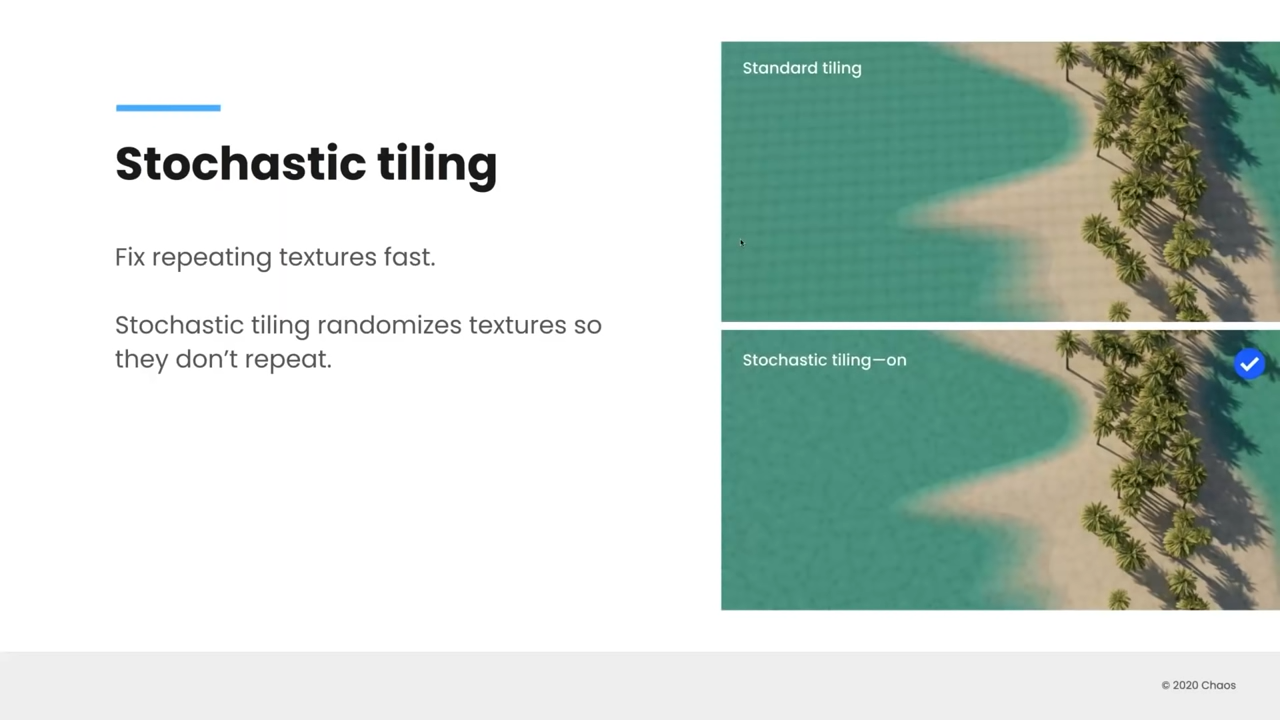 Stochastic tiling
Fix repeating textures fast.
Stochastic tiling randomizes textures so
they don’t repeat.
Standard tiling
Stochastic tiling—on
© 2020 Chaos